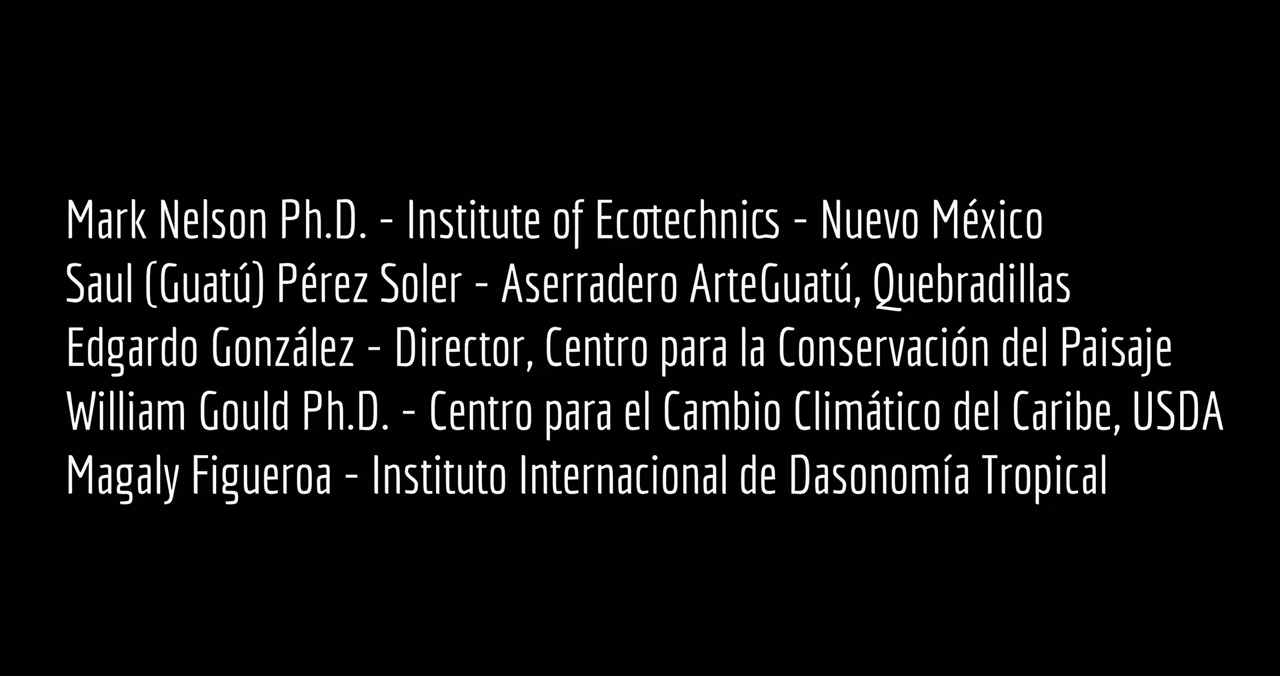 Mark Nelson Ph.D. - Institute of Ecotechnics - Nuevo México
Saul (Guatú) Pérez Soler - Aserradero ArteGuatú, Quebradillas
Edgardo González - Director, Centro para la Conservación del Paisaje
William Gould Ph.D. - Centro para el Cambio Climático del Caribe, USDA
Magaly Figueroa - Instituto Internacional de Dasonomía Tropical